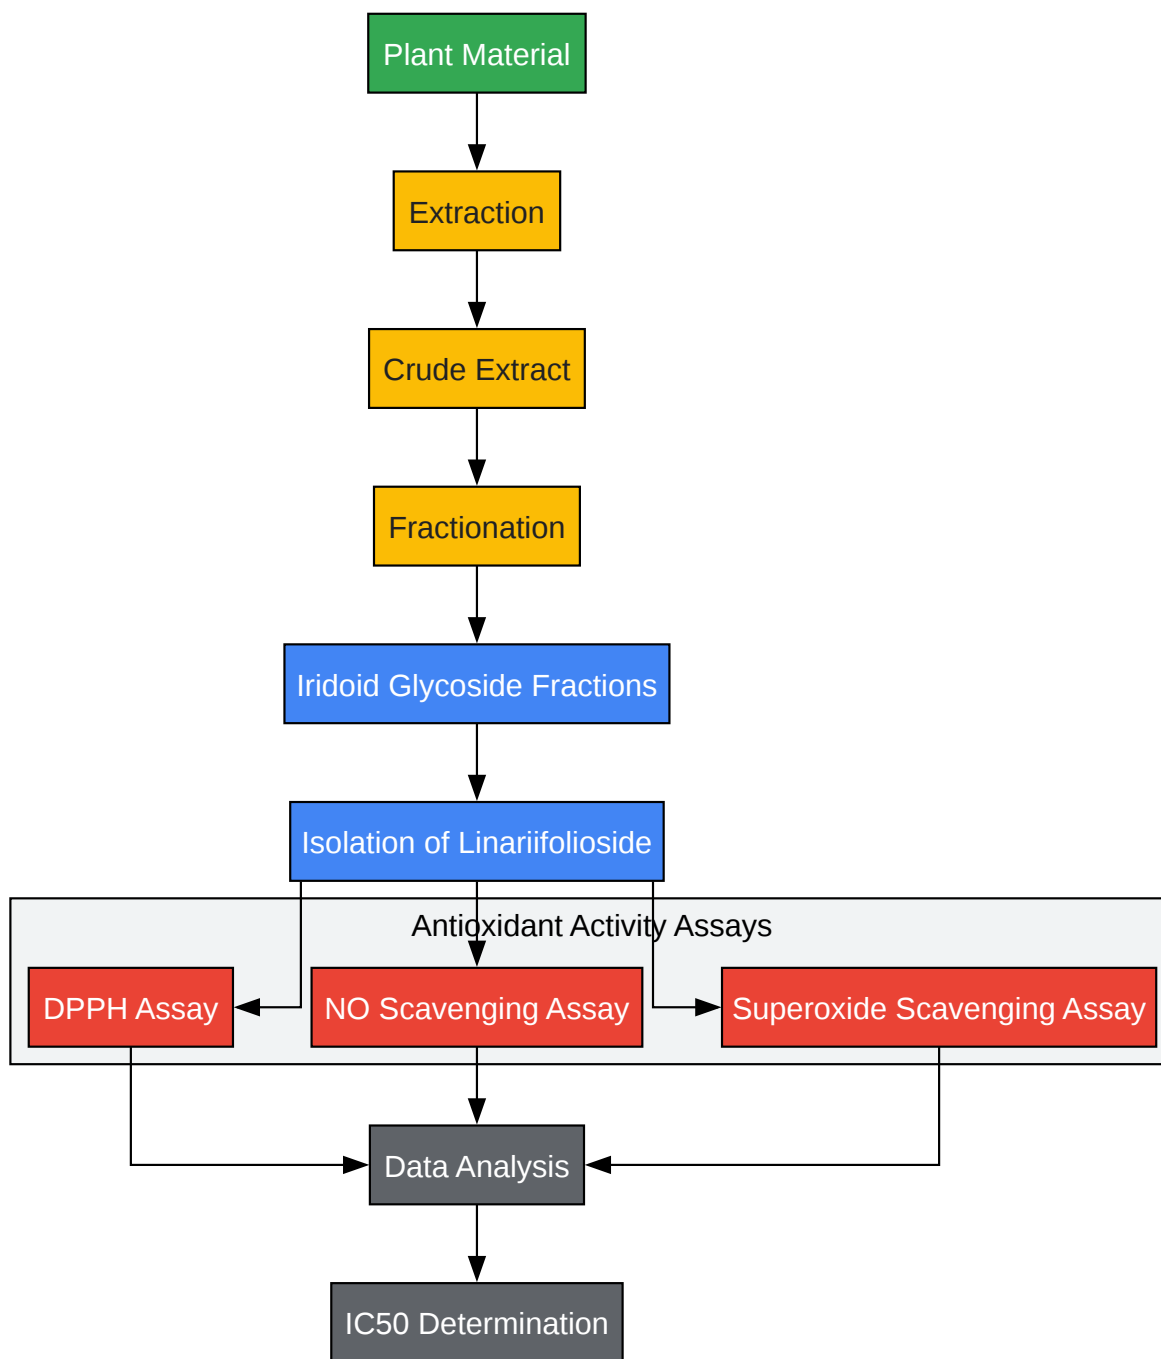 Plant Material
Extraction
Crude Extract
Fractionation
Iridoid Glycoside Fractions
Isolation of Linariifolioside
Antioxidant Activity Assays
DPPH Assay
NO Scavenging Assay
Superoxide Scavenging Assay
Data Analysis
IC50 Determination